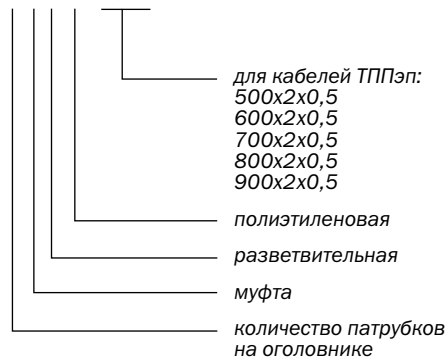 для кабелей ТППэп:
500х2х0,5
600х2х0,5
700х2х0,5
800х2х0,5
900х2х0,5
полиэтиленовая
разветвительная
муфта
количество патрубков
на оголовнике